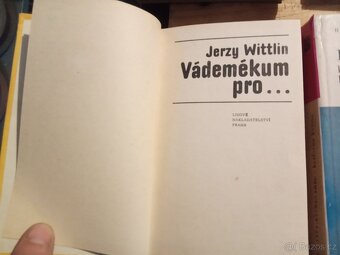 Jerzy Wittlin
Vádemékum
pro...
LIDOVÉ
NAKLADATELSTVÍ
PRAHA